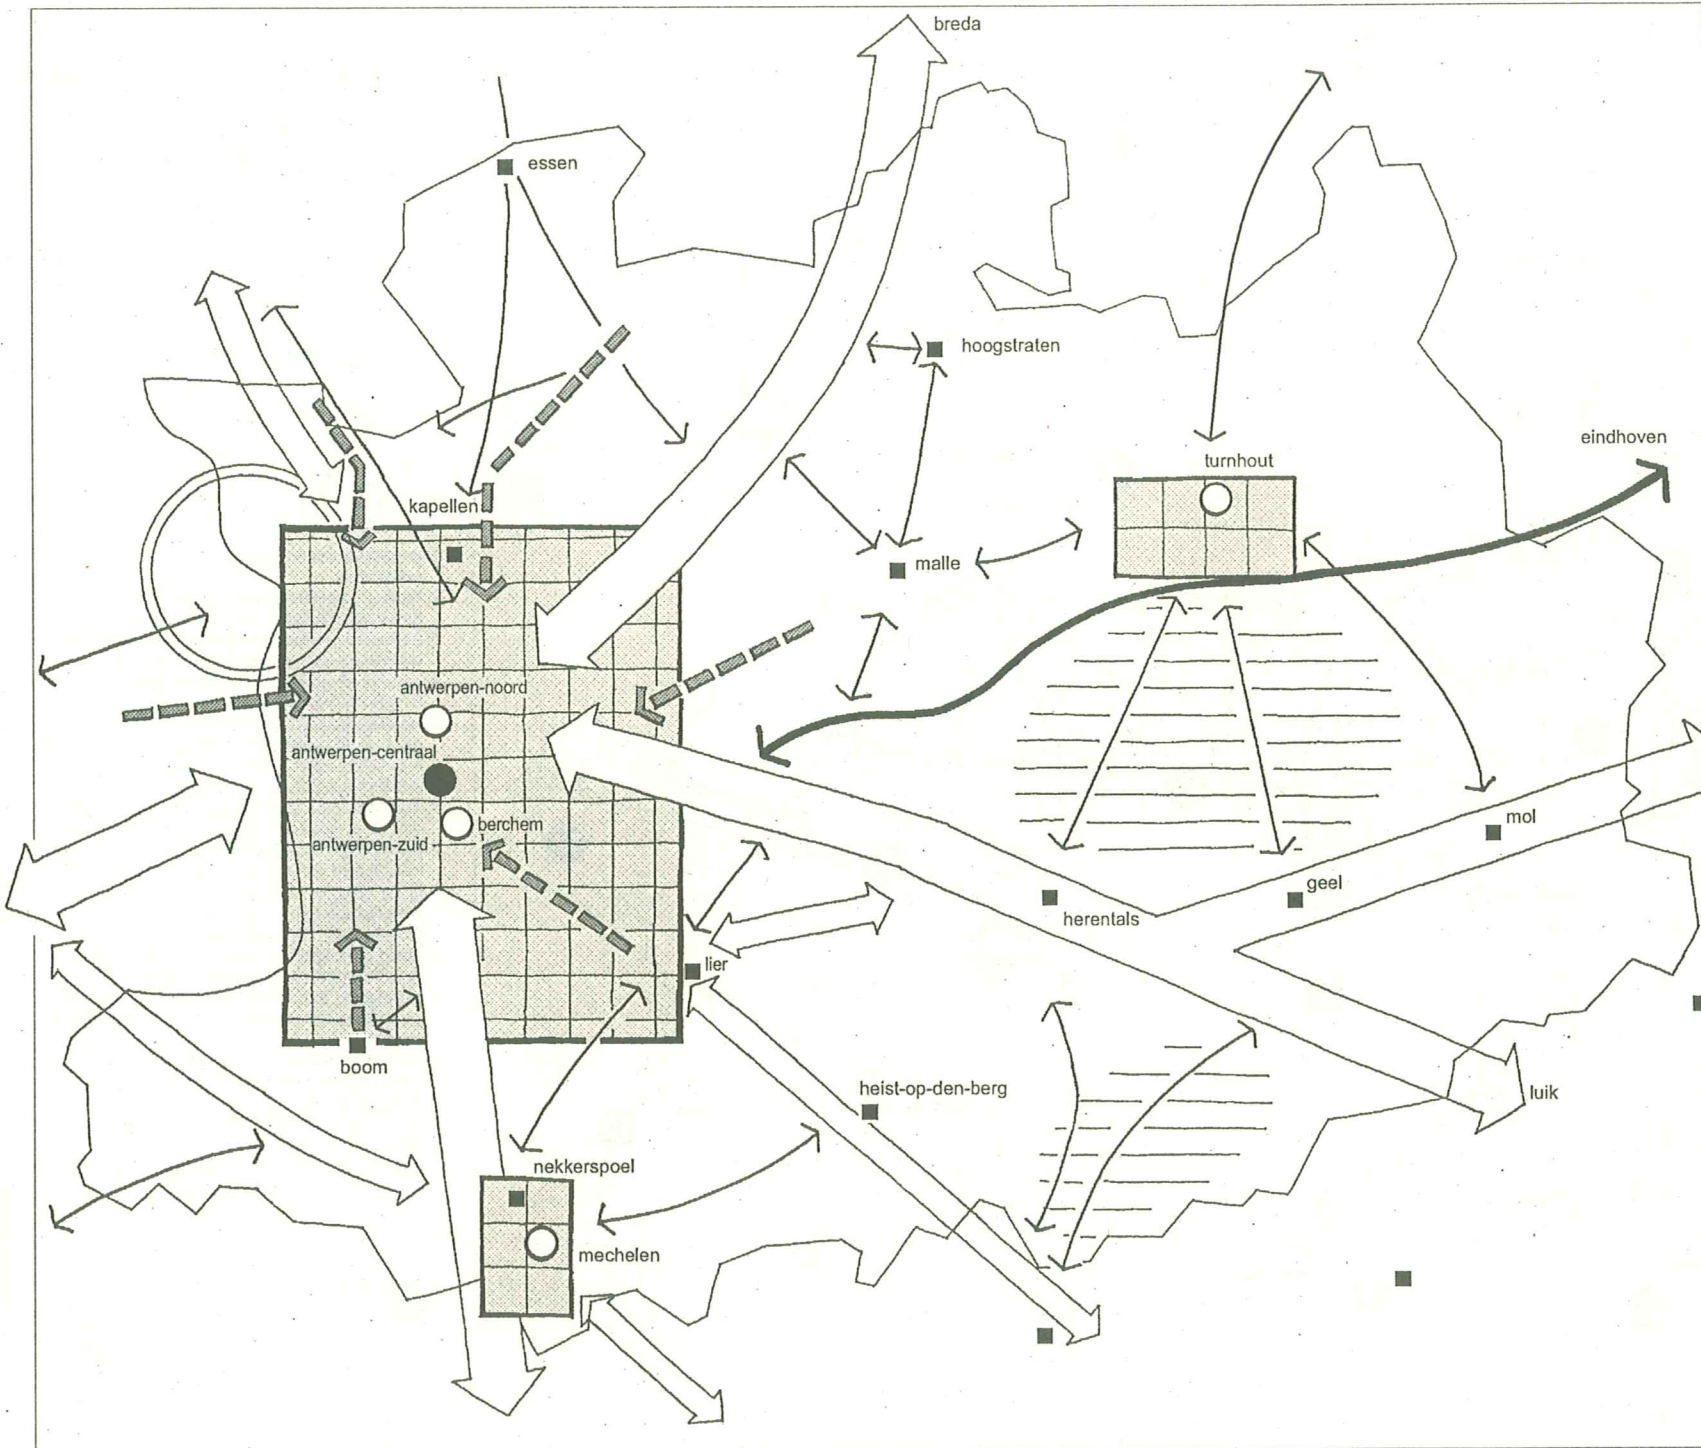 breda
essen
hoogstraten
eindhoven
turnhout
kapellen
malle
antwerpen-noord
antwerpen-centraal
berchem
antwerpen-zuid
mol
geel
herentals
lier
boom
heist-op-den-berg
luik
nekkerspoel
mechelen